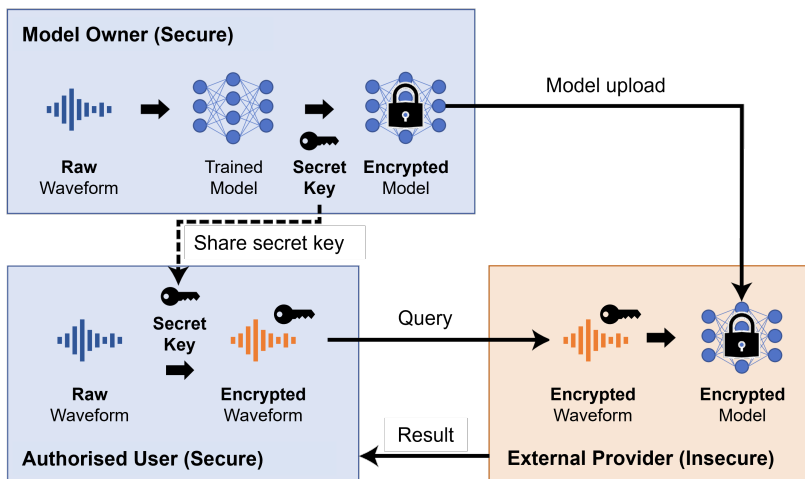 Model Owner (Secure)
Raw
Waveform
Trained
Model
Secret
Key
Encrypted
Model
Model upload
Share secret key
Secret
Key
Raw
Waveform
Encrypted
Waveform
Authorised User (Secure)
Query
Result
Encrypted
Waveform
Encrypted
Model
External Provider (Insecure)